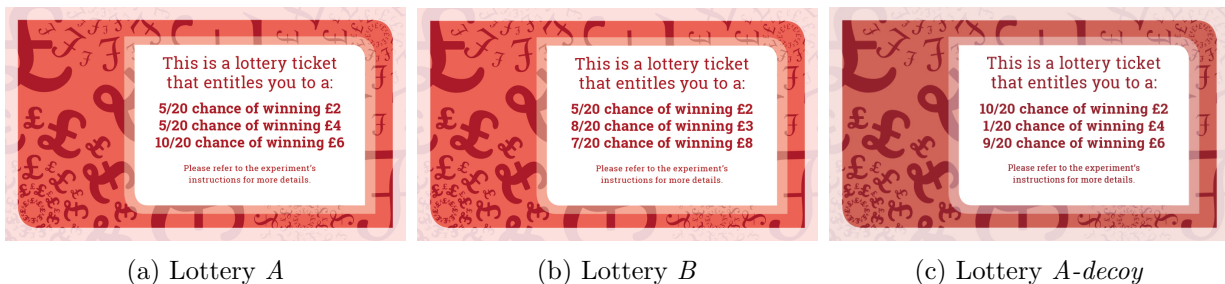 This is a lottery ticket
that entitles you to a:
5/20 chance of winning £2
5/20 chance of winning £4
10/20 chance of winning £6
Please refer to the experiment's
instructions for more details.
(a) Lottery A
This is a lottery ticket
that entitles you to a:
5/20 chance of winning £2
8/20 chance of winning £3
7/20 chance of winning £8
Please refer to the experiment's
instructions for more details.
(b) Lottery B
This is a lottery ticket
that entitles you to a:
10/20 chance of winning £2
1/20 chance of winning £4
9/20 chance of winning £6
Please refer to the experiment's
instructions for more details.
(c) Lottery A-decoy